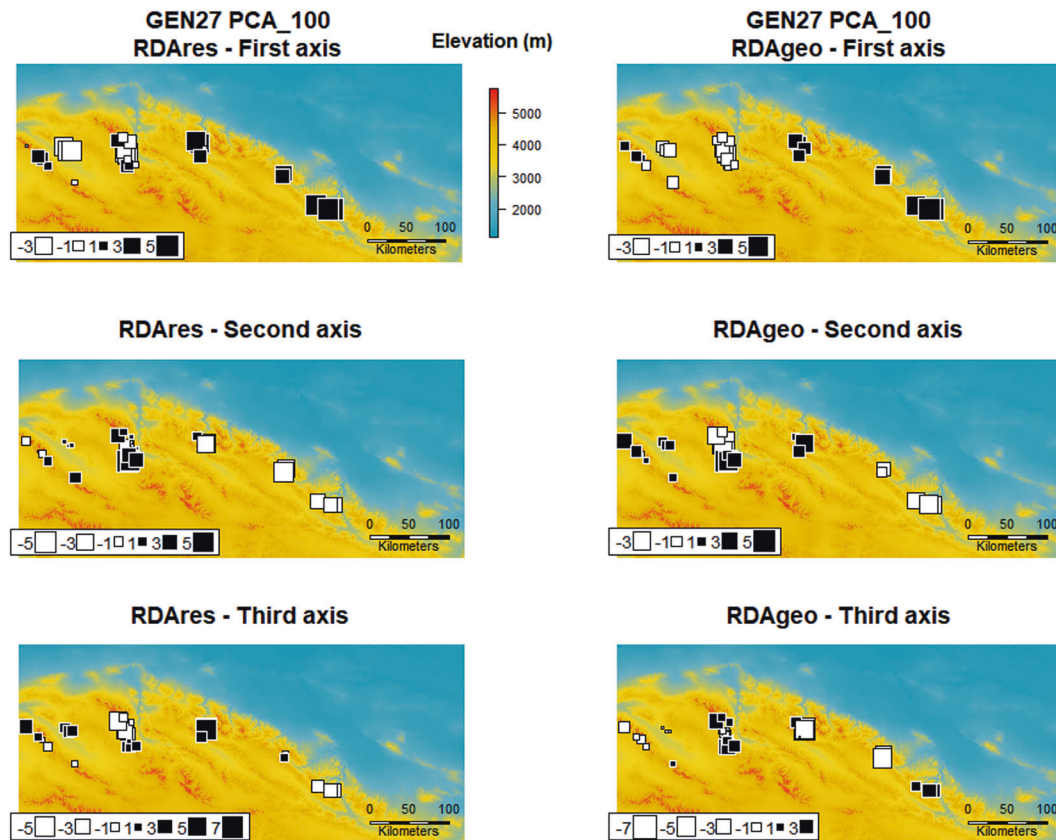 GEN27 PCA_100
RDAres - First axis
Elevation (m)
5000
4000
3000
2000
0 50 100
Kilometers
-3 -1 1 3 5
GEN27 PCA_100
RDAgeo - First axis
0 50 100
Kilometers
-3 -1 1 3 5
RDAres - Second axis
0 50 100
Kilometers
-5 -3 -1 1 3 5
RDAgeo - Second axis
0 50 100
Kilometers
-3 -1 1 3 5
RDAres - Third axis
0 50 100
Kilometers
-5 -3 -1 1 3 5 7
RDAgeo - Third axis
0 50 100
Kilometers
-7 -5 -3 -1 1 3